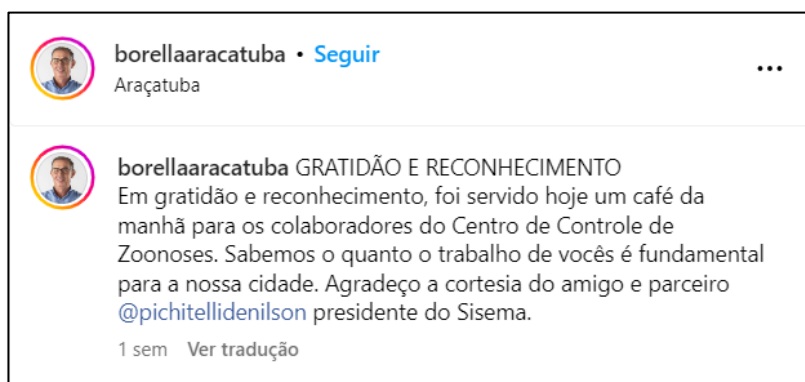 borellaaracatuba • Seguir
Araçatuba
borellaaracatuba GRATIDÃO E RECONHECIMENTO
Em gratidão e reconhecimento, foi servido hoje um café da
manhã para os colaboradores do Centro de Controle de
Zoonoses. Sabemos o quanto o trabalho de vocês é fundamental
para a nossa cidade. Agradeço a cortesia do amigo e parceiro
@pichitellidenilson presidente do Sisema.
1 sem Ver tradução